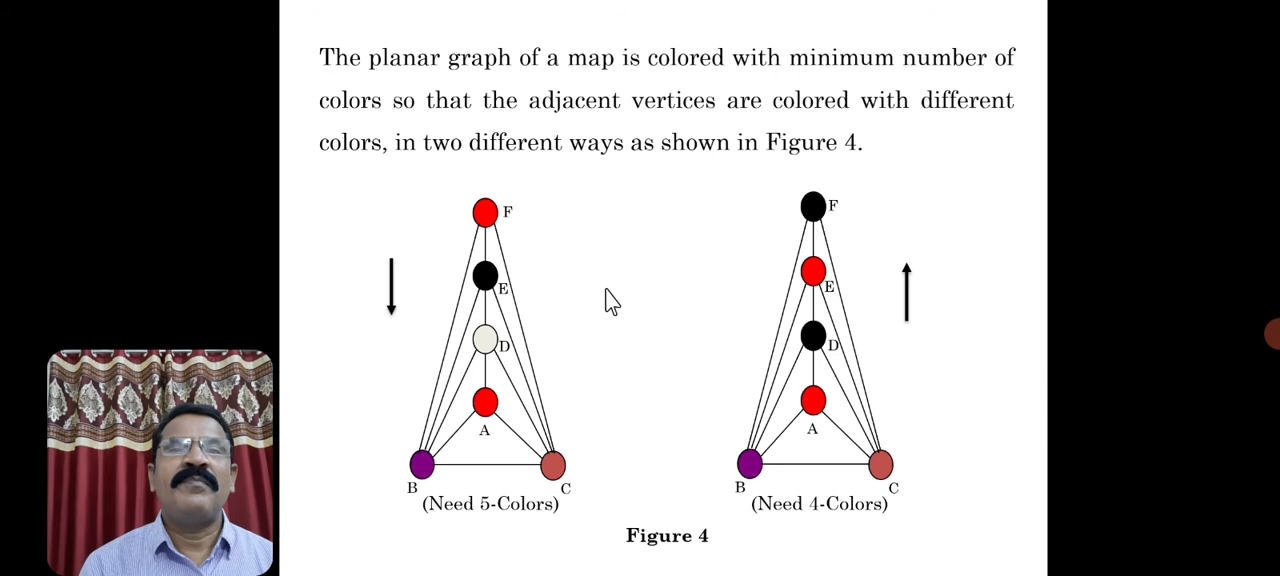 The planar graph of a map is colored with minimum number of
colors so that the adjacent vertices are colored with different
colors, in two different ways as shown in Figure 4.
F
E
D
A
B
C
(Need 5-Colors)
F
E
D
A
B
C
(Need 4-Colors)
Figure 4